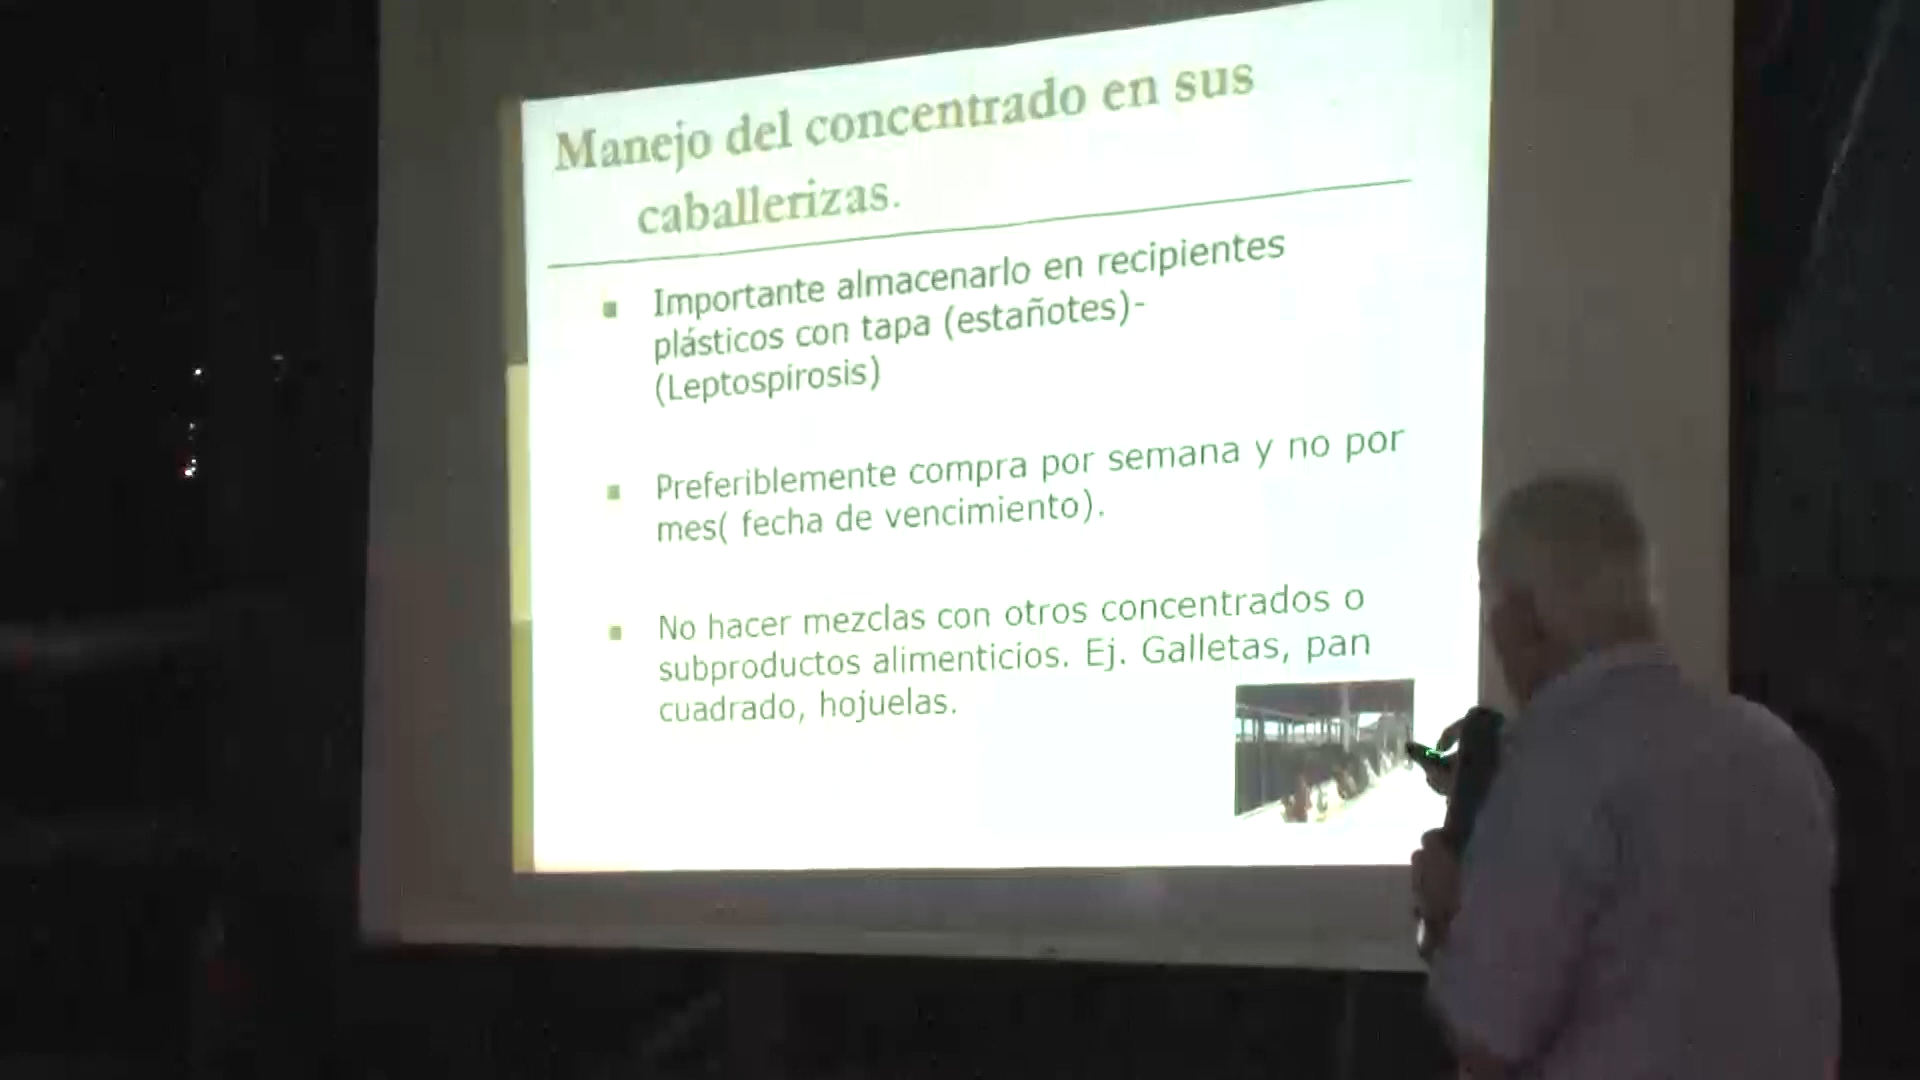 Manejo del concentrado en sus
caballerizas.
Importante almacenarlo en recipientes
plásticos con tapa (estañotes)-
(Leptospirosis)
Preferiblemente compra por semana y no por
mes( fecha de vencimiento).
No hacer mezclas con otros concentrados o
subproductos alimenticios. Ej. Galletas, pan
cuadrado, hojuelas.